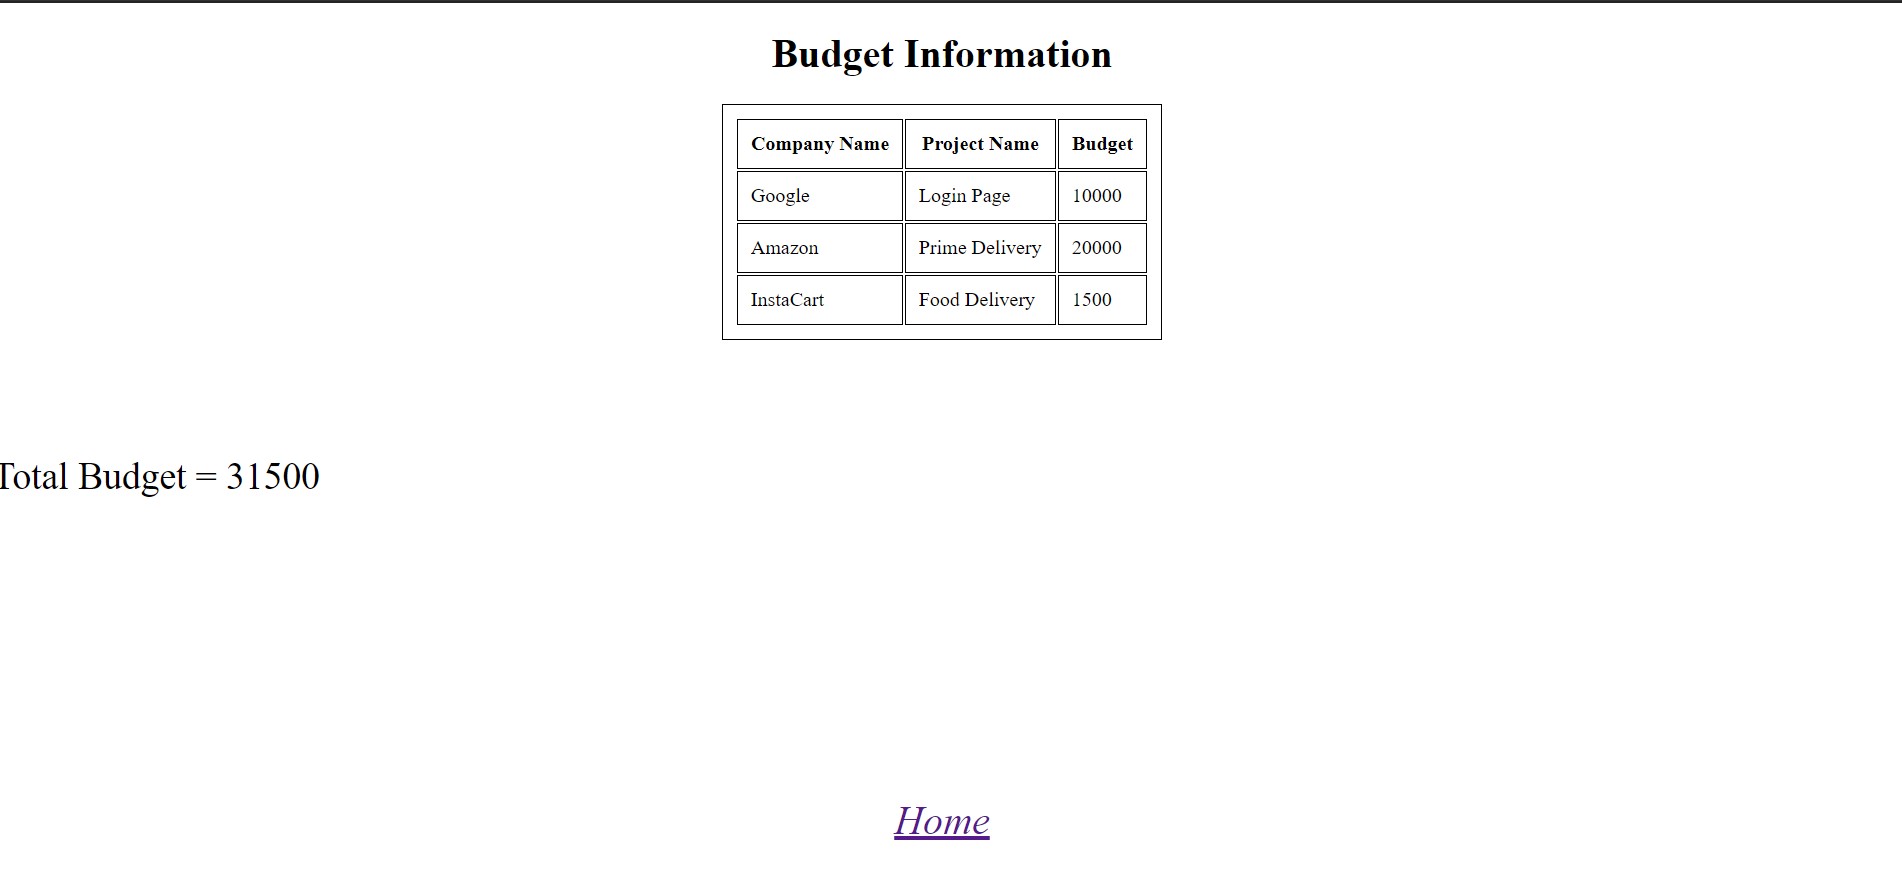 Budget Information
Company Name Project Name Budget
Google Login Page 10000
Amazon Prime Delivery 20000
InstaCart Food Delivery 1500
Total Budget = 31500
Home